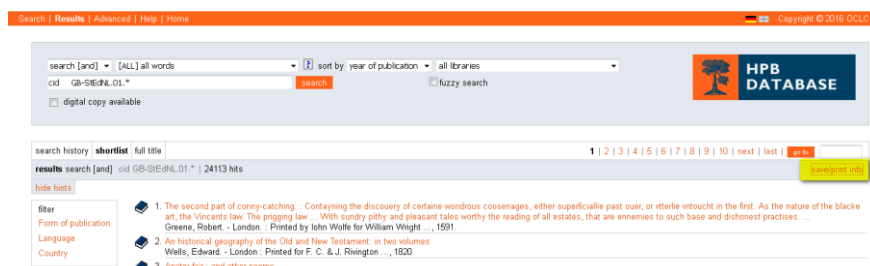 Search | Results | Advanced | Help | Home
Copyright © 2016 OCLC
search [and] [ALL] all words ? sort by year of publication all libraries
cid GB-StEdNL.01.* search fuzzy search
digital copy available
HPB
DATABASE
search history shortlist full title 1 | 2 | 3 | 4 | 5 | 6 | 7 | 8 | 9 | 10 | next | last | go to
results search [and] cid GB-StEdNL.01.* | 24113 hits save/print info
hide hints
filter
Form of publication
Language
Country
1. The second part of conny-catching. : Contayning the discouery of certaine wondrous coosenages, either superficiallie past ouer, or vtterlie vntoucht in the first. As the nature of the blacke
art, the Vincents law. The prigging law ... With sundry pithy and pleasant tales worthy the reading of all estates, that are ennemies to such base and dishonest practises. ...
Greene, Robert. - London. : Printed by Iohn Wolfe for William Wright ..., 1591.
2. An historical geography of the Old and New Testament: in two volumes
Wells, Edward. - London : Printed for F. C. & J. Rivington ..., 1820